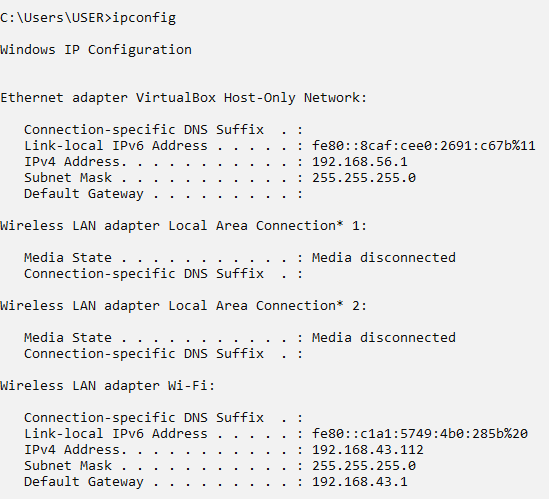 C:\Users\USER>ipconfig
Windows IP Configuration
Ethernet adapter VirtualBox Host-Only Network:
Connection-specific DNS Suffix  . :
Link-local IPv6 Address . . . . . : fe80::8caf:cee0:2691:c67b%11
IPv4 Address. . . . . . . . . . . : 192.168.56.1
Subnet Mask . . . . . . . . . . . : 255.255.255.0
Default Gateway . . . . . . . . . :
Wireless LAN adapter Local Area Connection* 1:
Media State . . . . . . . . . . . : Media disconnected
Connection-specific DNS Suffix  . :
Wireless LAN adapter Local Area Connection* 2:
Media State . . . . . . . . . . . : Media disconnected
Connection-specific DNS Suffix  . :
Wireless LAN adapter Wi-Fi:
Connection-specific DNS Suffix  . :
Link-local IPv6 Address . . . . . : fe80::c1a1:5749:4b0:285b%20
IPv4 Address. . . . . . . . . . . : 192.168.43.112
Subnet Mask . . . . . . . . . . . : 255.255.255.0
Default Gateway . . . . . . . . . : 192.168.43.1